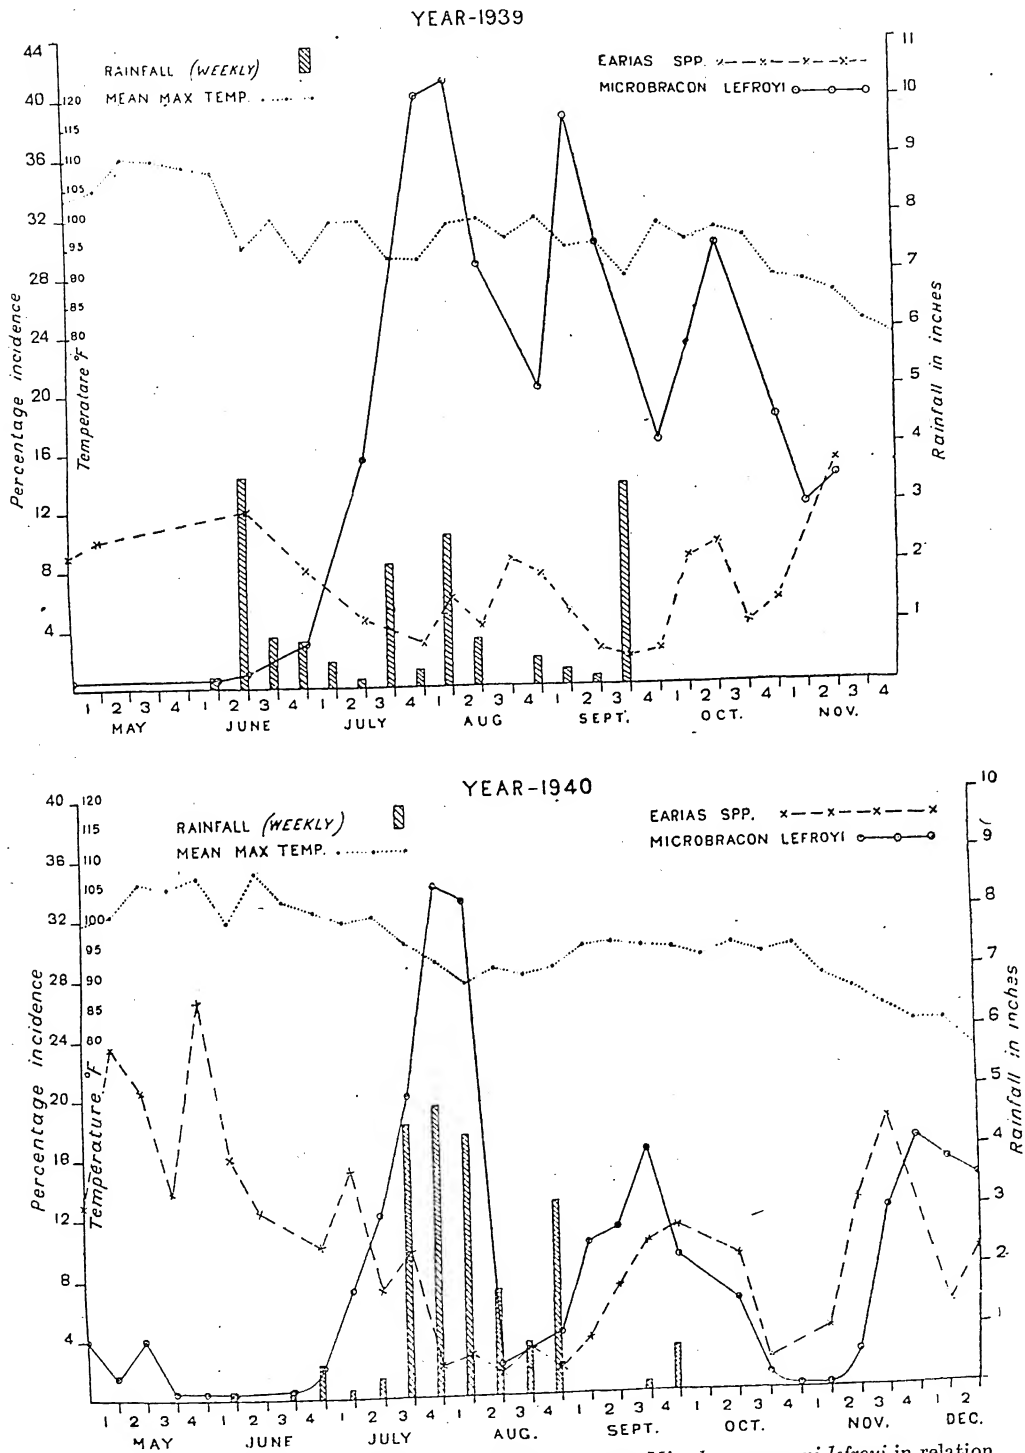 YEAR-1939
RAINFALL (WEEKLY)
MEAN MAX TEMP.
EARIAS SPP.
MICROBRACON LEFROYI
44
40
36
32
28
24
20
16
12
8
4
120
115
110
105
100
95
90
85
80
Percentage incidence
Temperatare °F
11
10
9
8
7
6
5
4
3
2
1
Rainfall in inches
1 2 3 4 1 2 3 4 1 2 3 4 1 2 3 4 1 2 3 4 1 2 3 4 1 2 3 4
MAY JUNE JULY AUG SEPT. OCT. NOV.
YEAR-1940
RAINFALL (WEEKLY)
MEAN MAX TEMP.
EARIAS SPP.
MICROBRACON LEFROYI
40
36
32
28
24
20
16
12
8
4
120
115
110
105
100
95
90
85
80
Percentage incidence
Temperature °F
10
9
8
7
6
5
4
3
2
1
Rainfall in inches
1 2 3 4 1 2 3 4 1 2 3 4 1 2 3 4 1 2 3 4 1 2 3 4 1 2 3 4 1 2
MAY JUNE JULY AUG. SEPT. OCT. NOV. DEC.
lefroyi in relation